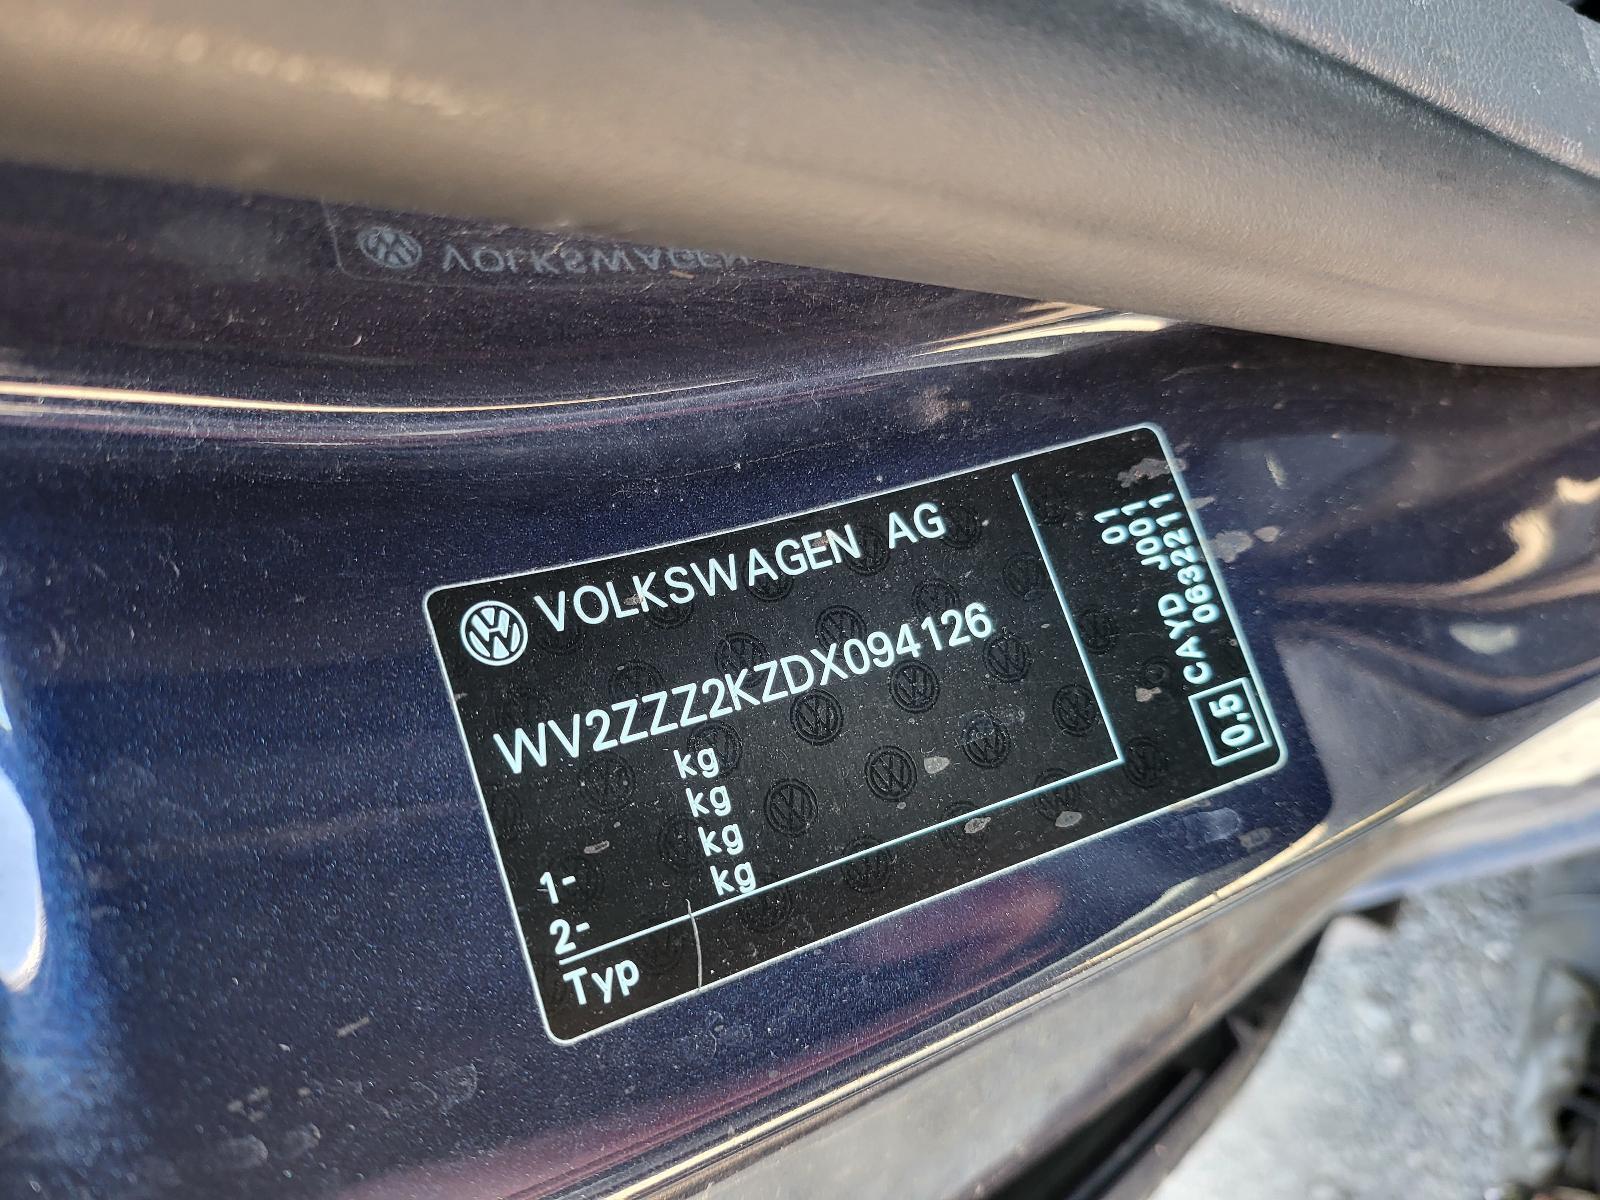 VOLKSWAGEN AG
WV2ZZZ2KZDX094126
kg
kg
1- kg
2- kg
Typ
01
CAYD J001
0.5 0632211
VOLKSWAGEN